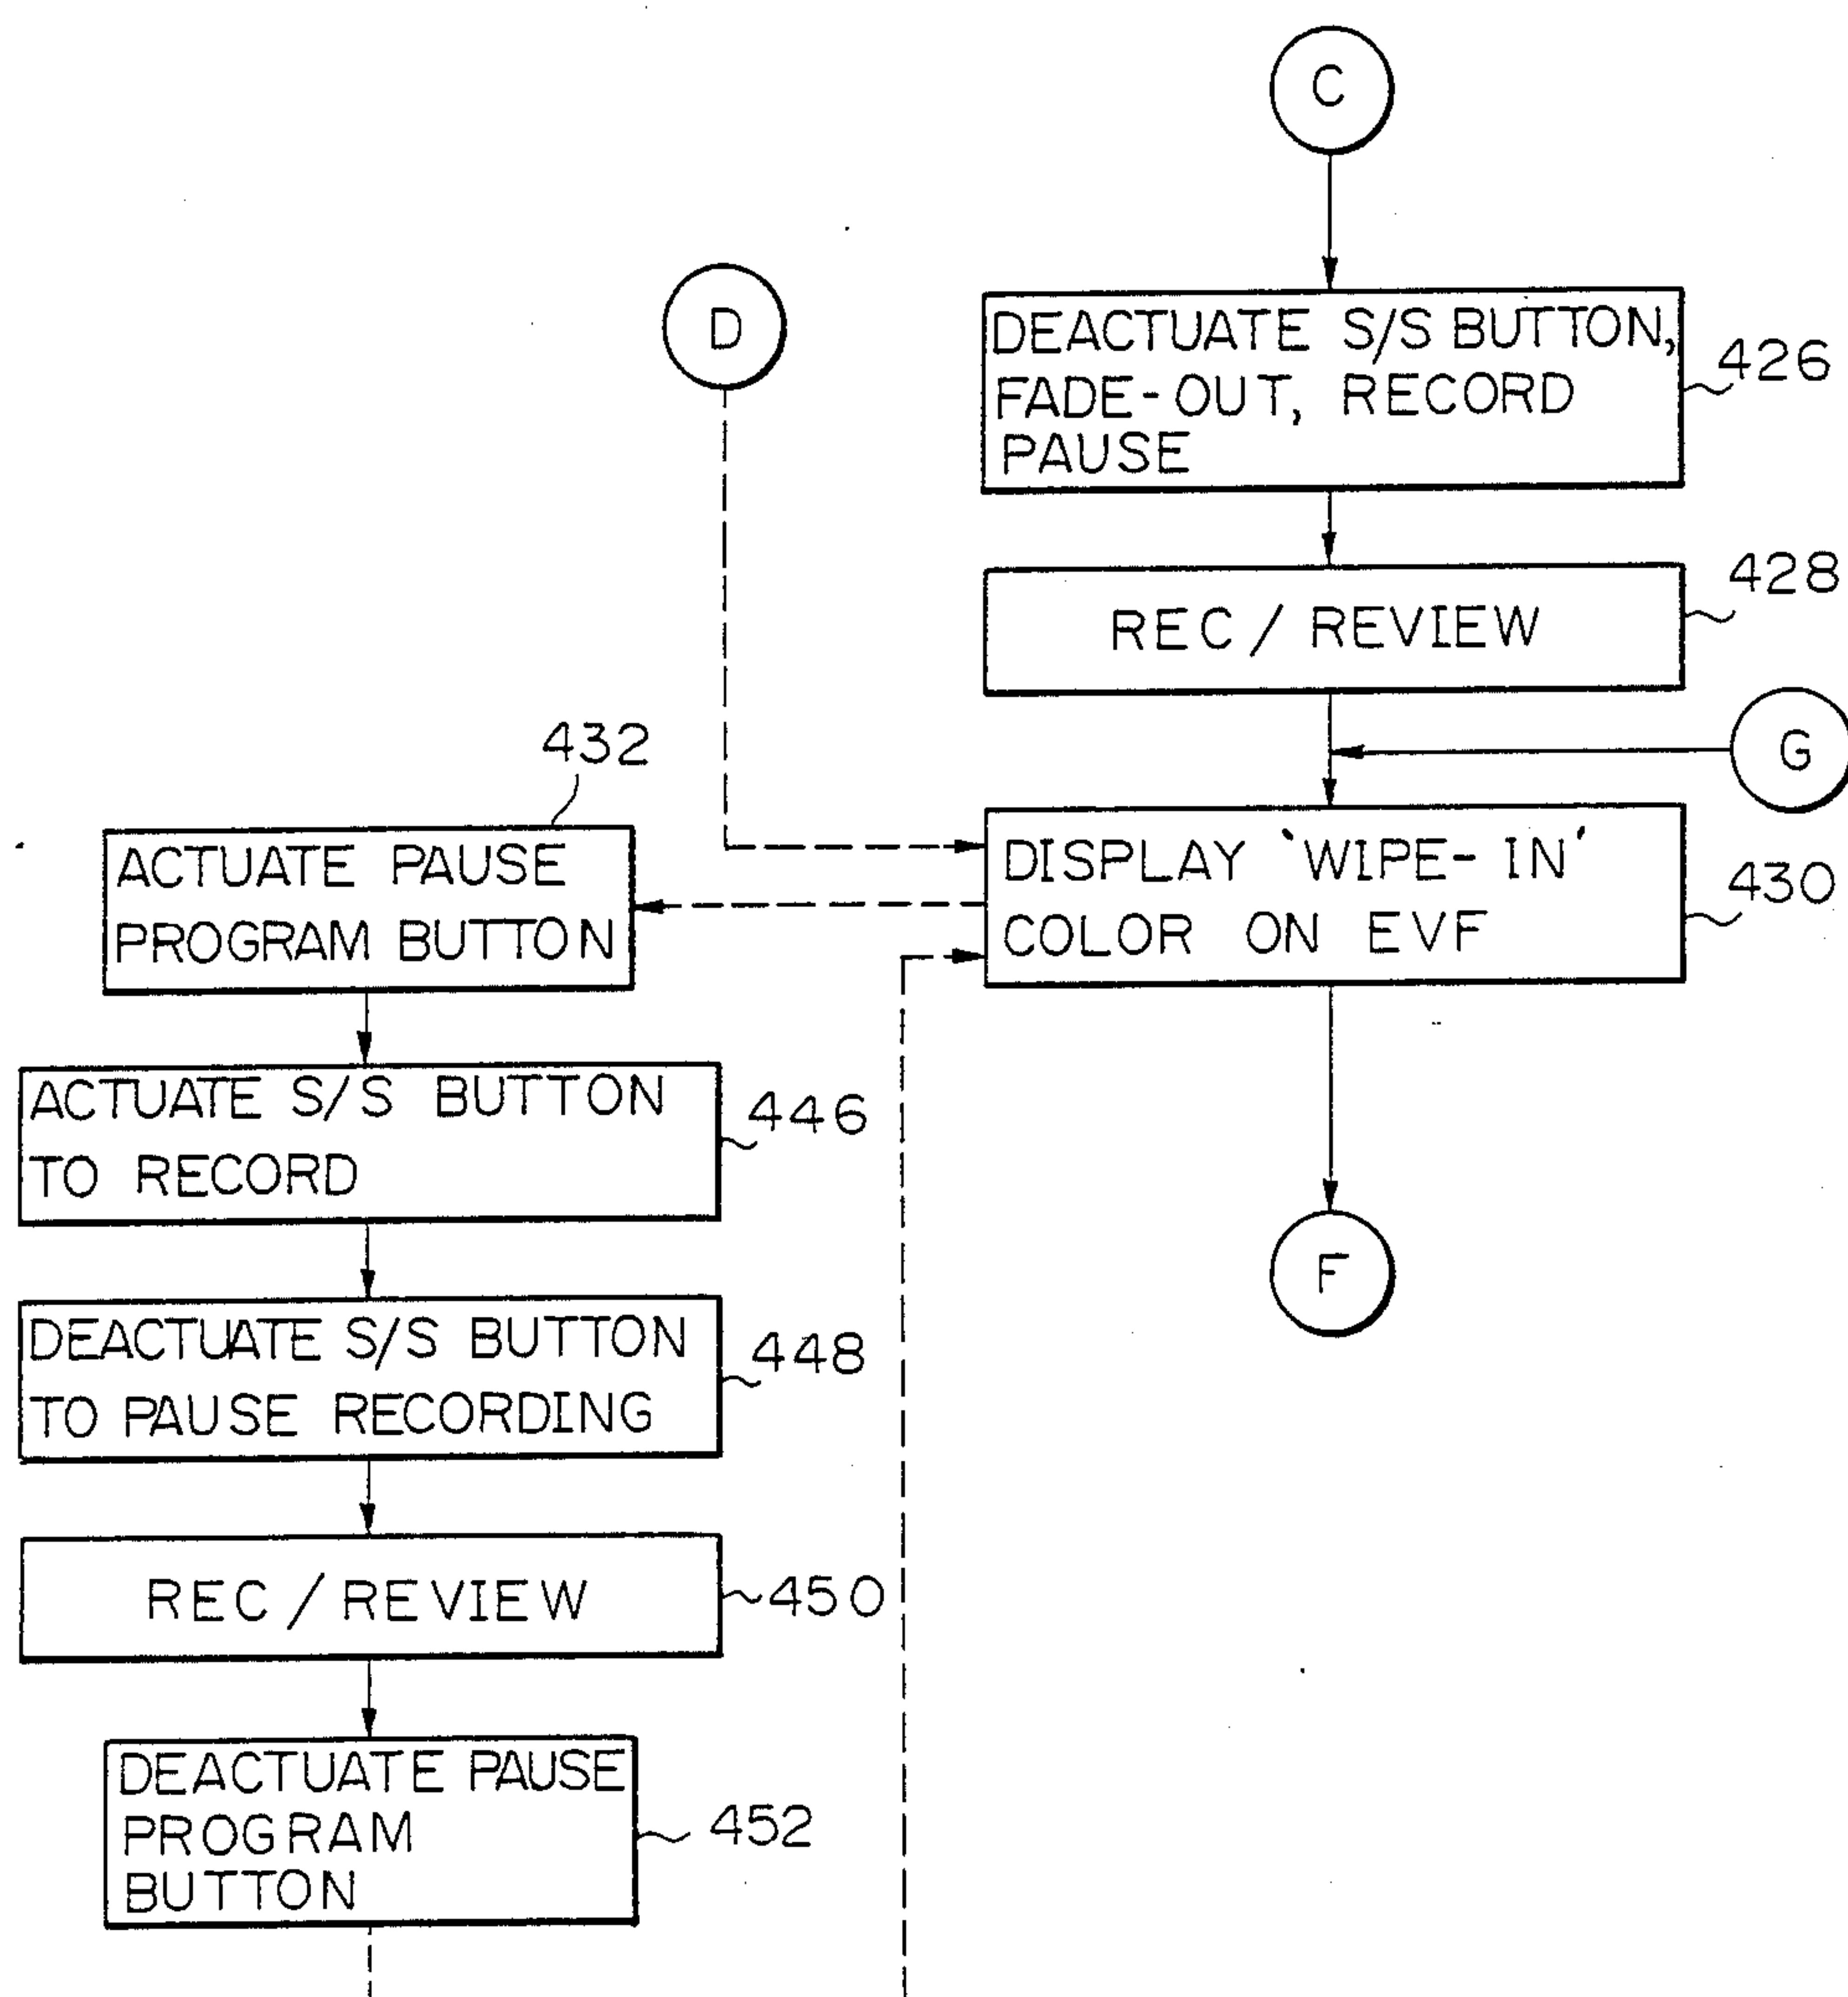 C
D
DEACTUATE S/S BUTTON,
FADE-OUT, RECORD
PAUSE
426
REC / REVIEW
428
G
432
ACTUATE PAUSE
PROGRAM BUTTON
DISPLAY 'WIPE-IN'
COLOR ON EVF
430
ACTUATE S/S BUTTON
TO RECORD
446
F
DEACTUATE S/S BUTTON
TO PAUSE RECORDING
448
REC / REVIEW
450
DEACTUATE PAUSE
PROGRAM
BUTTON
452